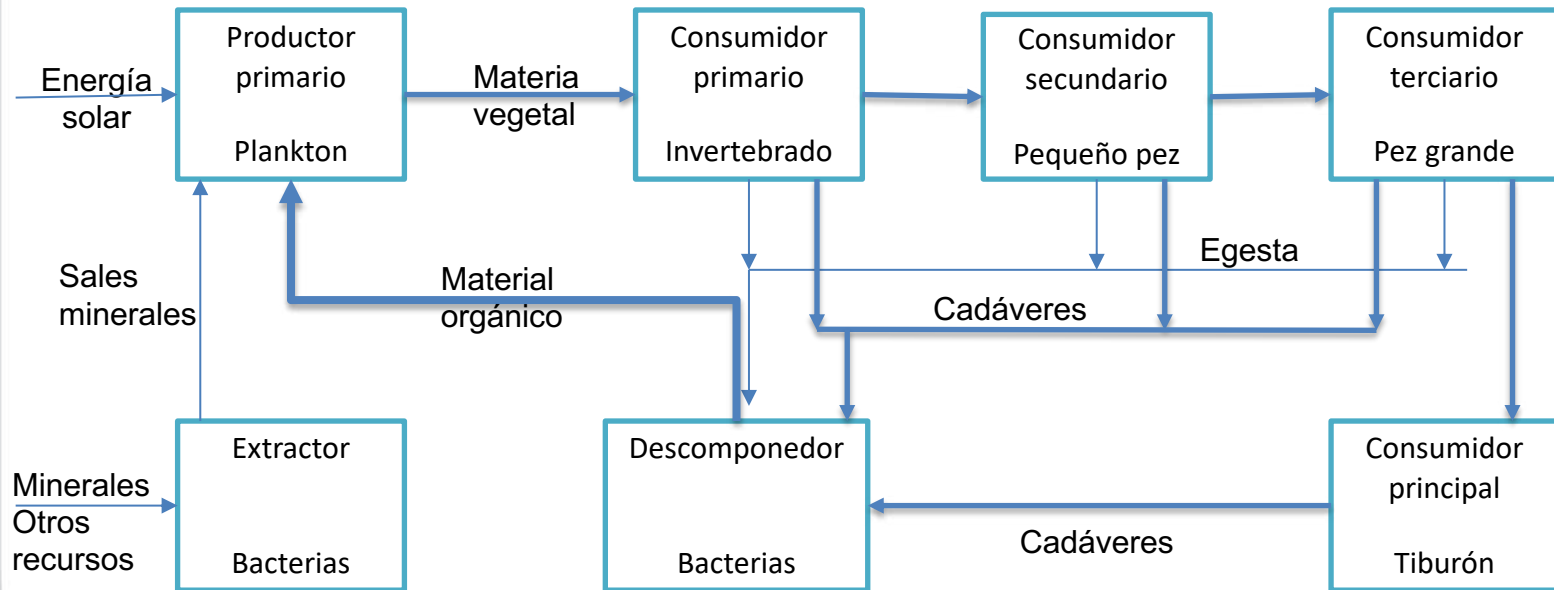 Energía
solar
Productor
primario
Plankton
Materia
vegetal
Consumidor
primario
Invertebrado
Consumidor
secundario
Pequeño pez
Consumidor
terciario
Pez grande
Sales
minerales
Material
orgánico
Egesta
Cadáveres
Minerales
Otros
recursos
Extractor
Bacterias
Descomponedor
Bacterias
Cadáveres
Consumidor
principal
Tiburón